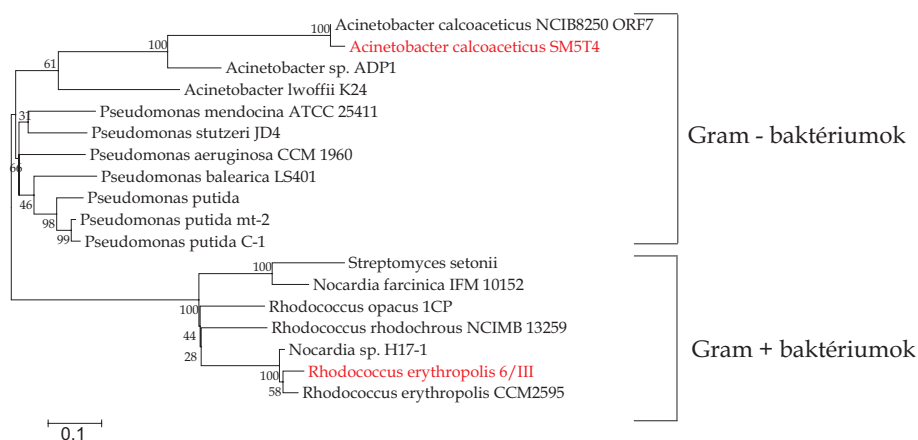 Acinetobacter calcoaceticus NCIB8250 ORF7
100
Acinetobacter calcoaceticus SM5T4
100
Acinetobacter sp. ADP1
61
Acinetobacter lwoffii K24
Pseudomonas mendocina ATCC 25411
31
Pseudomonas stutzeri JD4
Gram - baktériumok
Pseudomonas aeruginosa CCM 1960
66
Pseudomonas balearica LS401
46
Pseudomonas putida
98
Pseudomonas putida mt-2
99
Pseudomonas putida C-1
Streptomyces setonii
100
Nocardia farcinica IFM 10152
100
Rhodococcus opacus 1CP
Rhodococcus rhodochrous NCIMB 13259
44
Nocardia sp. H17-1
28
Gram + baktériumok
Rhodococcus erythropolis 6/III
100
Rhodococcus erythropolis CCM2595
58
0.1